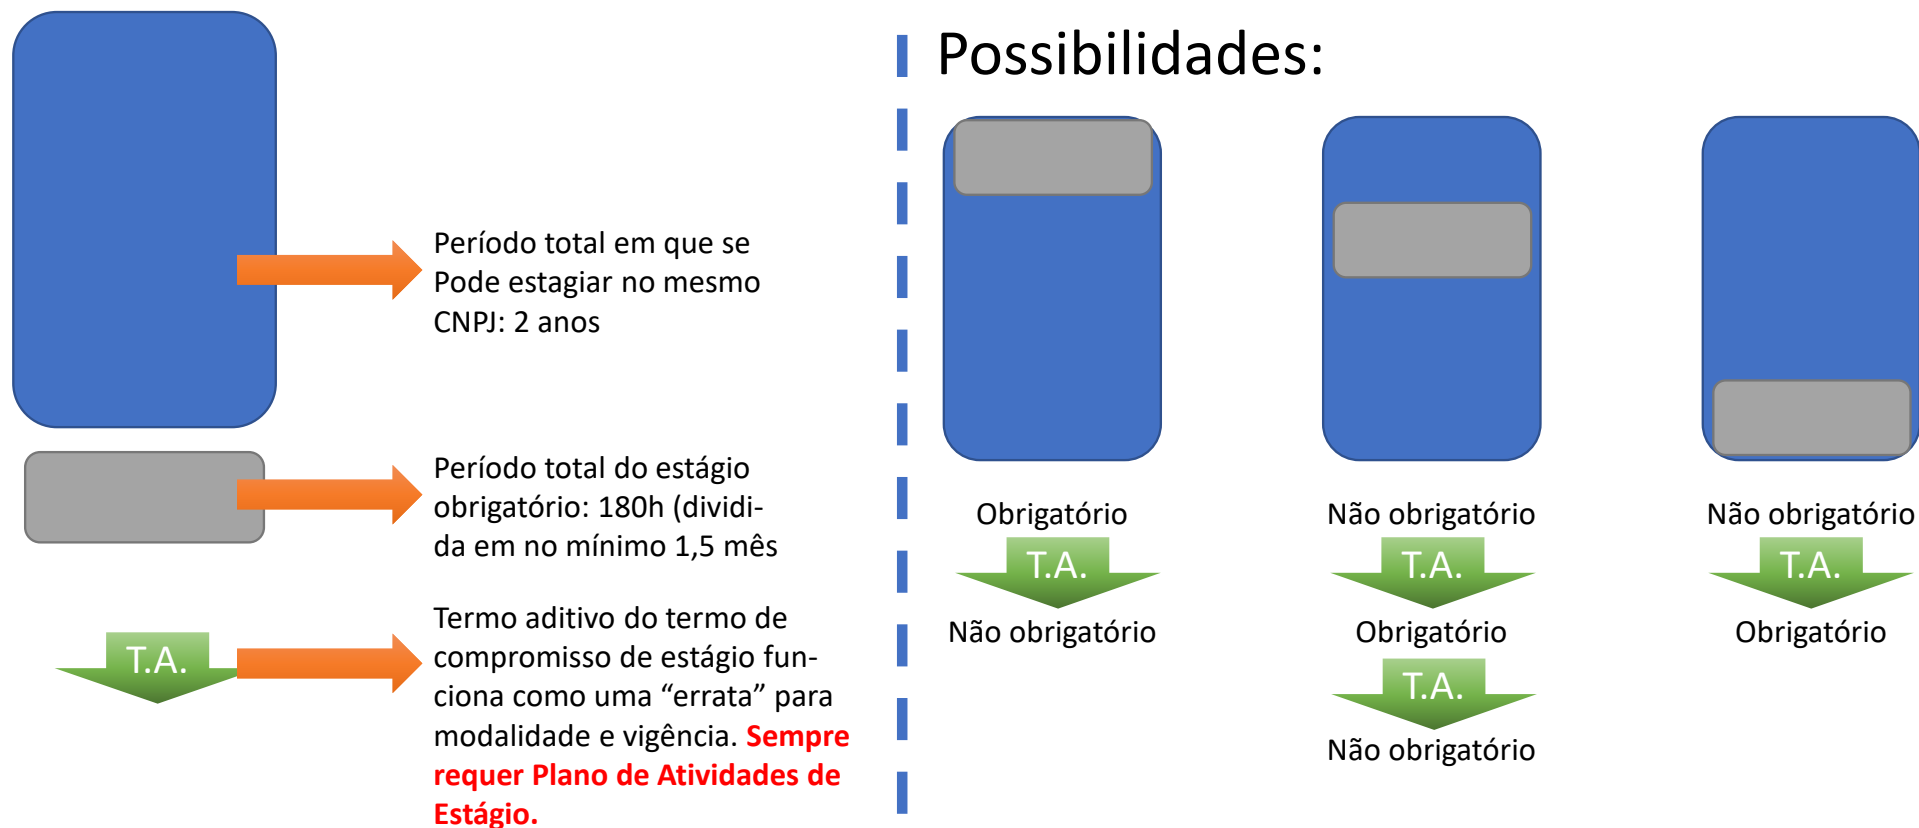 Período total em que se
Pode estagiar no mesmo
CNPJ: 2 anos
Período total do estágio
obrigatório: 180h (dividi-
da em no mínimo 1,5 mês
T.A.
Termo aditivo do termo de
compromisso de estágio fun-
ciona como uma “errata” para
modalidade e vigência. Sempre
requer Plano de Atividades de
Estágio.
Possibilidades:
Obrigatório
T.A.
Não obrigatório
Não obrigatório
T.A.
Obrigatório
T.A.
Não obrigatório
Não obrigatório
T.A.
Obrigatório